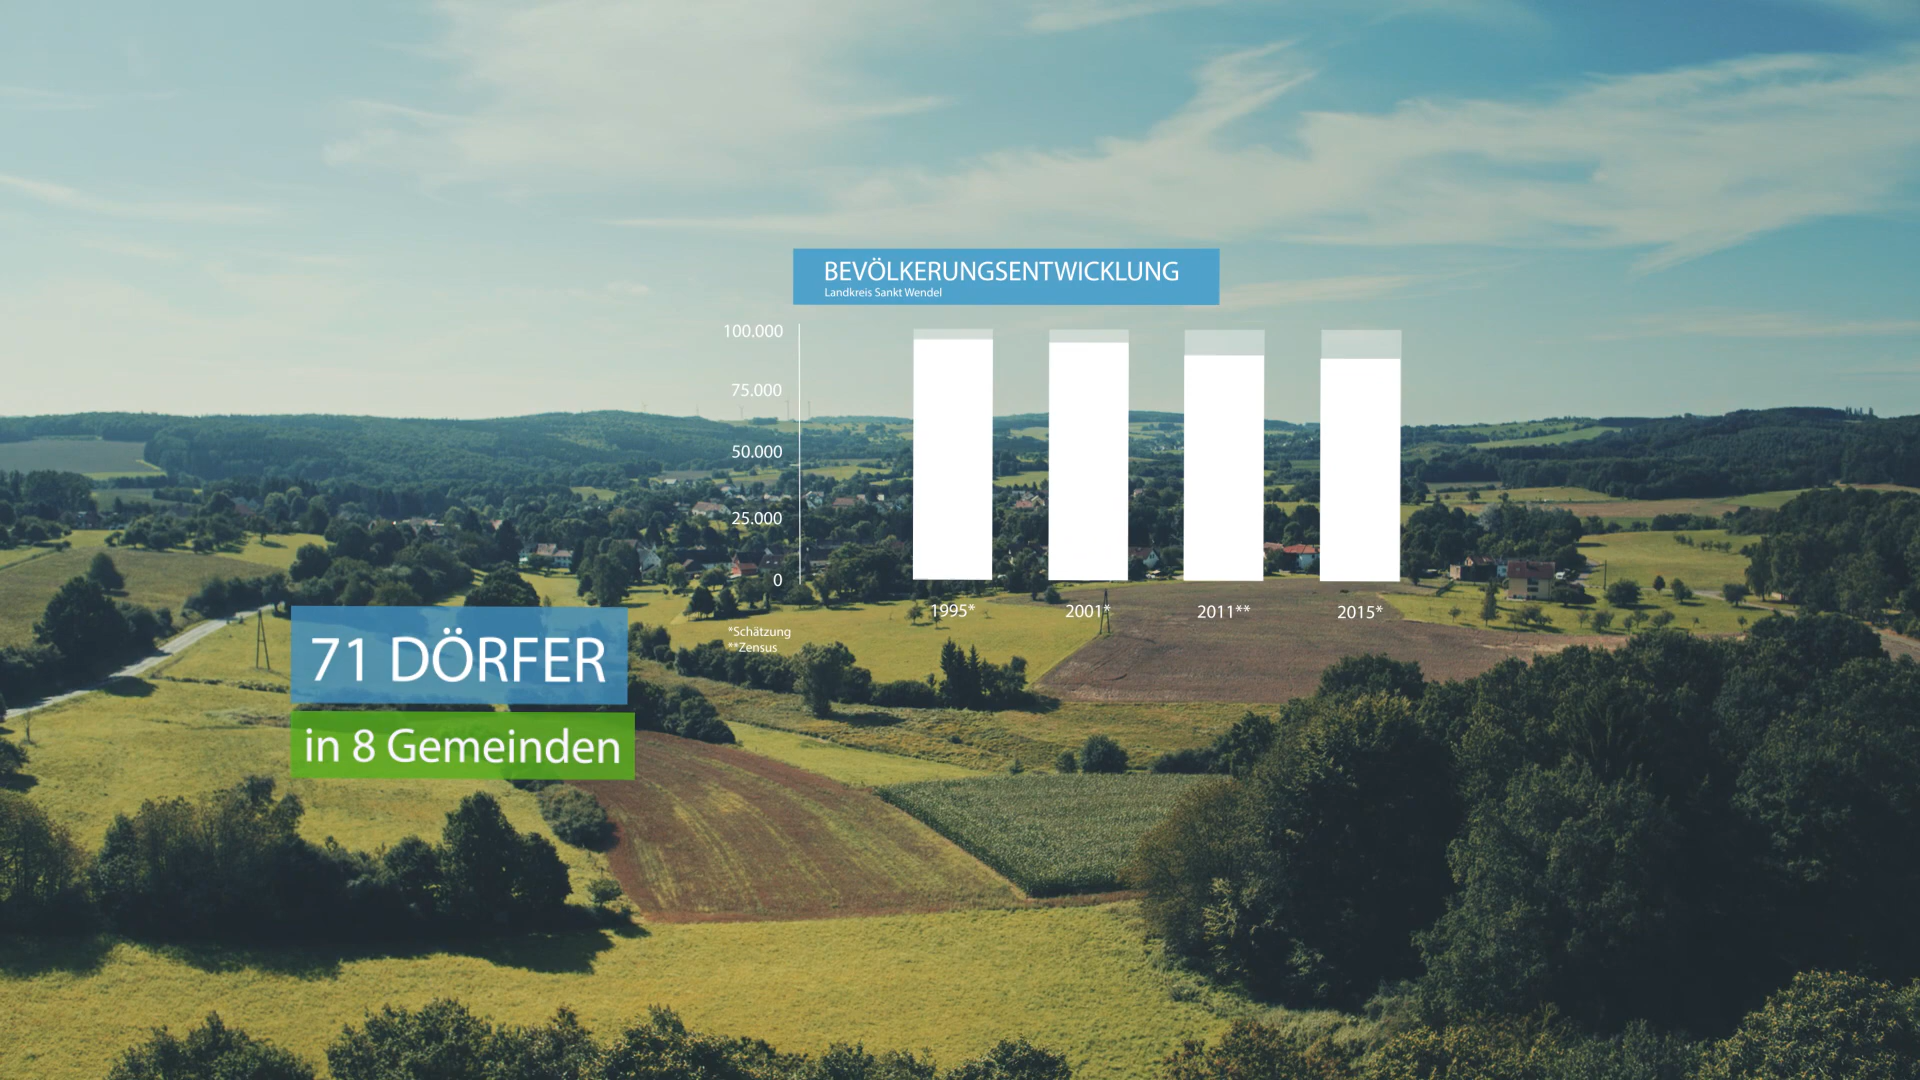 BEVÖLKERUNGSENTWICKLUNG
Landkreis Sankt Wendel
100.000
75.000
50.000
25.000
0
1995*
2001*
2011**
2015*
*Schätzung
**Zensus
71 DÖRFER
in 8 Gemeinden